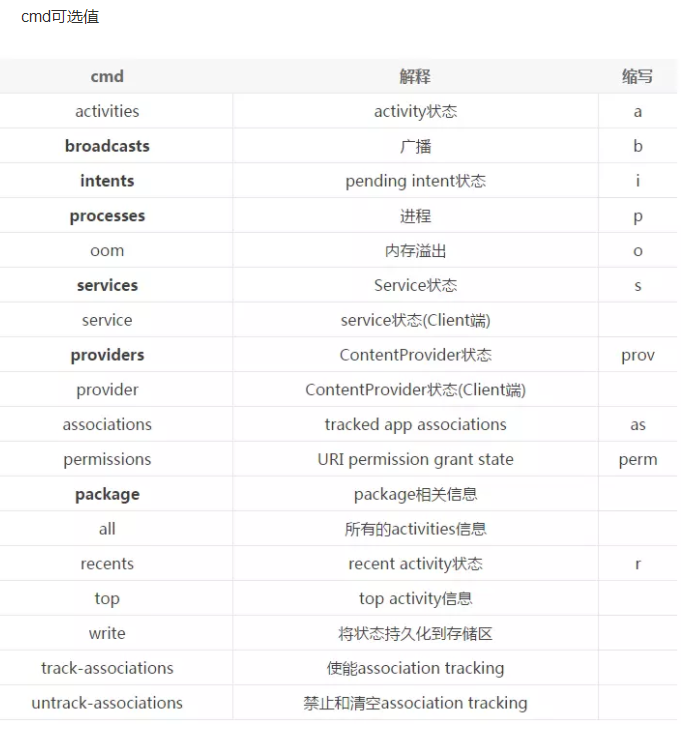 cmd可选值
cmd 解释 缩写
activities activity状态 a
broadcasts 广播 b
intents pending intent状态 i
processes 进程 p
oom 内存溢出 o
services Service状态 s
service service状态(Client端)
providers ContentProvider状态 prov
provider ContentProvider状态(Client端)
associations tracked app associations as
permissions URI permission grant state perm
package package相关信息
all 所有的activities信息
recents recent activity状态 r
top top activity信息
write 将状态持久化到存储区
track-associations 使能association tracking
untrack-associations 禁止和清空association tracking